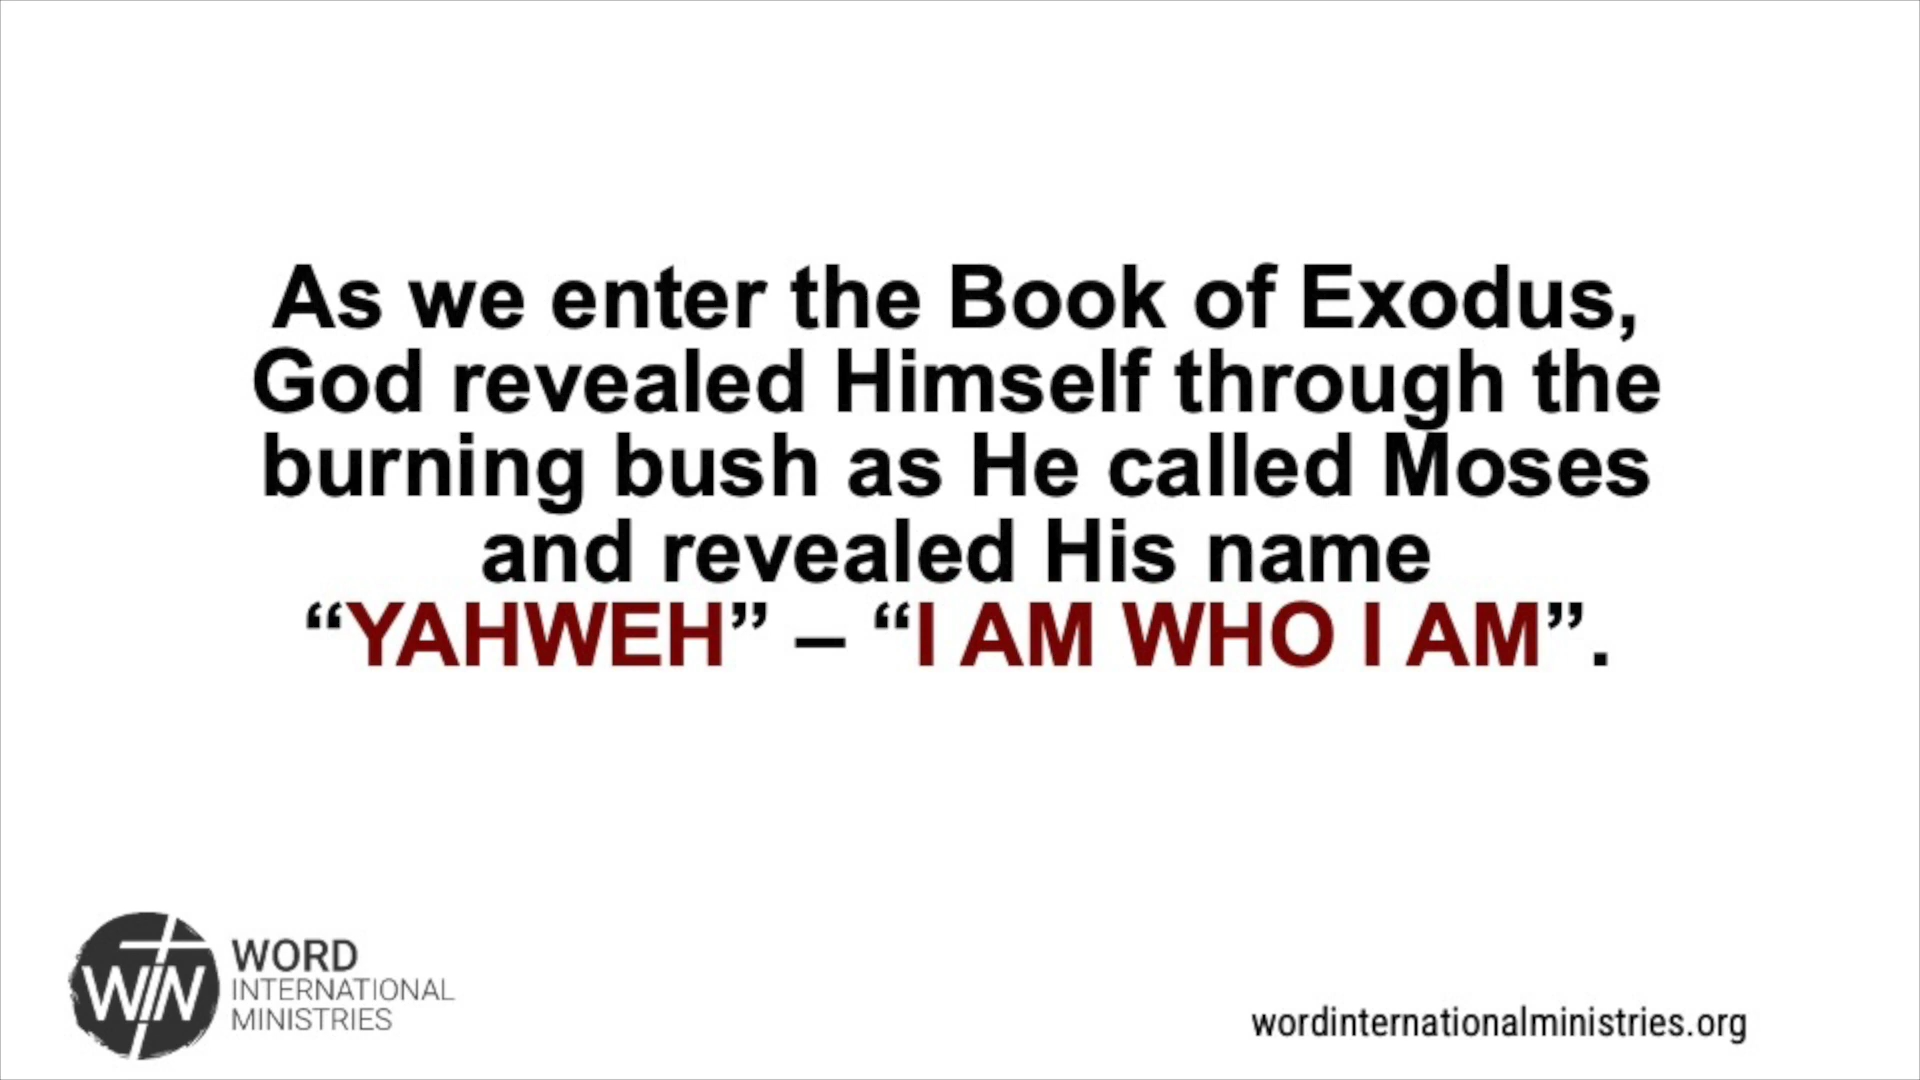 As we enter the Book of Exodus,
God revealed Himself through the
burning bush as He called Moses
and revealed His name
“YAHWEH” – “I AM WHO I AM”.
WIN
WORD
INTERNATIONAL
MINISTRIES
wordinternationalministries.org